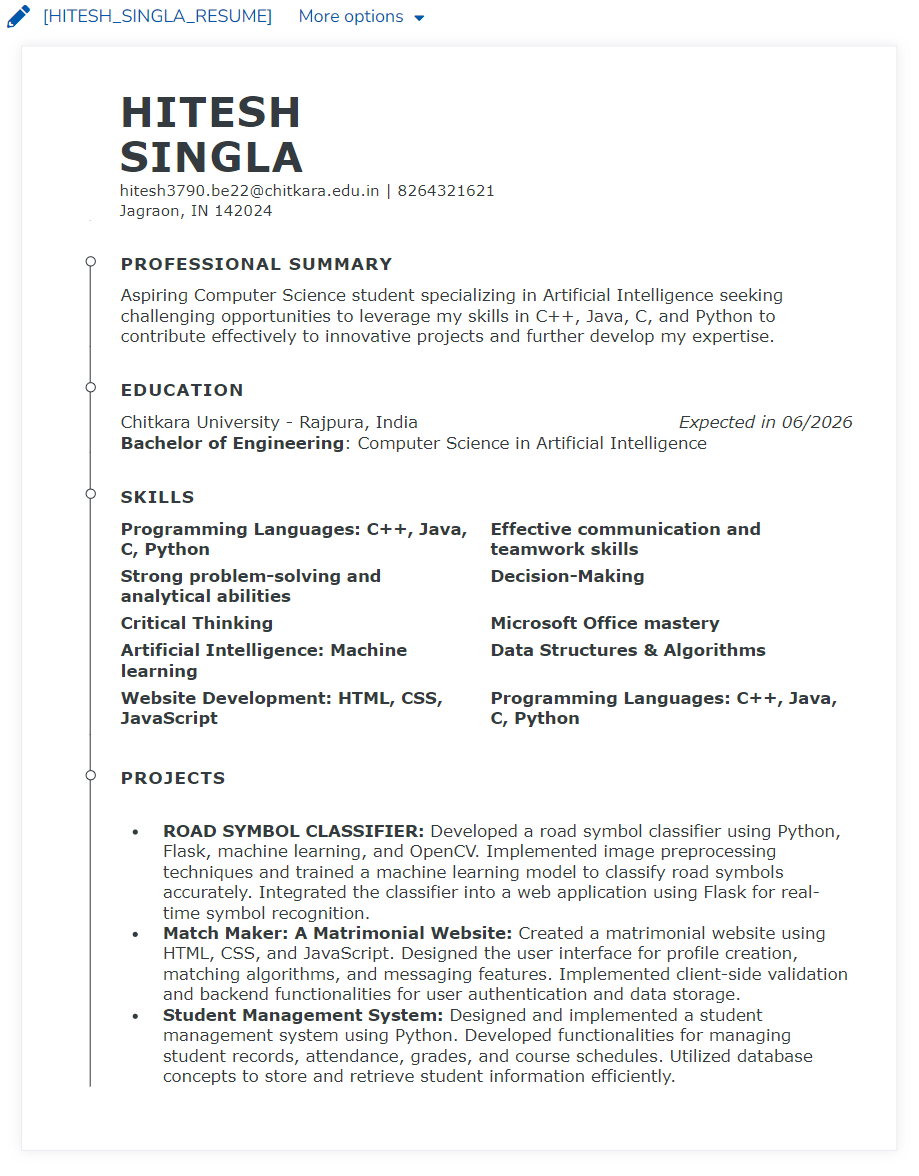 [HITESH_SINGLA_RESUME] More options
HITESH
SINGLA
hitesh3790.be22@chitkara.edu.in | 8264321621
Jagraon, IN 142024
PROFESSIONAL SUMMARY
Aspiring Computer Science student specializing in Artificial Intelligence seeking
challenging opportunities to leverage my skills in C++, Java, C, and Python to
contribute effectively to innovative projects and further develop my expertise.
EDUCATION
Chitkara University - Rajpura, India Expected in 06/2026
Bachelor of Engineering: Computer Science in Artificial Intelligence
SKILLS
Programming Languages: C++, Java,
C, Python
Effective communication and
teamwork skills
Strong problem-solving and
analytical abilities
Decision-Making
Critical Thinking
Microsoft Office mastery
Artificial Intelligence: Machine
learning
Data Structures & Algorithms
Website Development: HTML, CSS,
JavaScript
Programming Languages: C++, Java,
C, Python
PROJECTS
• ROAD SYMBOL CLASSIFIER: Developed a road symbol classifier using Python,
Flask, machine learning, and OpenCV. Implemented image preprocessing
techniques and trained a machine learning model to classify road symbols
accurately. Integrated the classifier into a web application using Flask for real-
time symbol recognition.
• Match Maker: A Matrimonial Website: Created a matrimonial website using
HTML, CSS, and JavaScript. Designed the user interface for profile creation,
matching algorithms, and messaging features. Implemented client-side validation
and backend functionalities for user authentication and data storage.
• Student Management System: Designed and implemented a student
management system using Python. Developed functionalities for managing
student records, attendance, grades, and course schedules. Utilized database
concepts to store and retrieve student information efficiently.